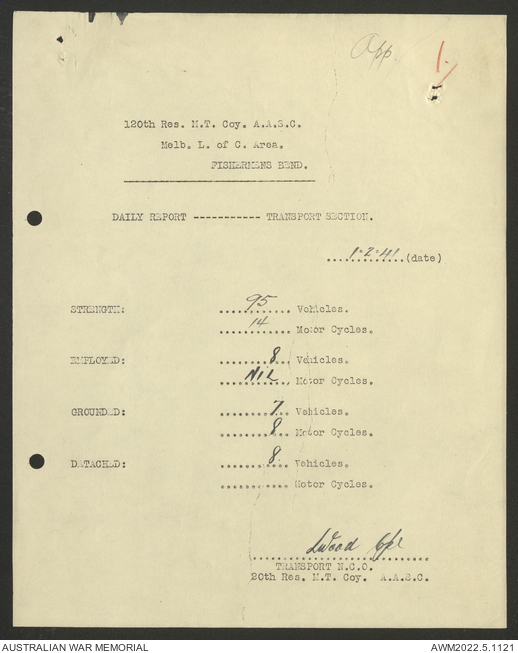 App. 1.
120th Res. M.T. Coy. A.A.S.C.
Melb. L. of C. Area.
FISHERMENS BEND.
DAILY REPORT ----------- TRANSPORT SECTION.
1-2-41 (date)
STRENGTH: 95 Vehicles.
14 Motor Cycles.
EMPLOYED: 8 Vehicles.
Nil Motor Cycles.
GROUNDED: 7 Vehicles.
8 Motor Cycles.
DETACHED: 8 Vehicles.
............ Motor Cycles.
LWood Cpl
TRANSPORT N.C.O.
20th Res. M.T. Coy. A.A.S.C.
AUSTRALIAN WAR MEMORIAL
AWM2022.5.1121